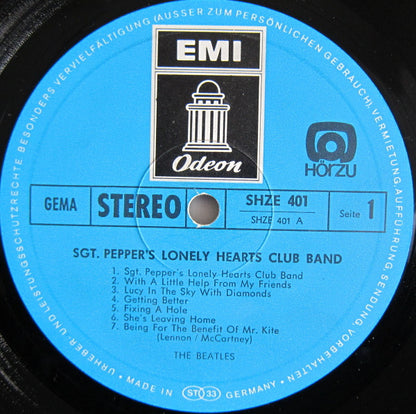 EMI
Odeon
HÖRZU
GEMA
STEREO
SHZE 401
SHZE 401 A
Seite 1
SGT. PEPPER'S LONELY HEARTS CLUB BAND
1. Sgt. Pepper's Lonely Hearts Club Band
2. With A Little Help From My Friends
3. Lucy In The Sky With Diamonds
4. Getting Better
5. Fixing A Hole
6. She's Leaving Home
7. Being For The Benefit Of Mr. Kite
(Lennon / McCartney)
THE BEATLES
URHEBER- UND LEISTUNGSSCHUTZRECHTE, BESONDERS VERVIELFÄLTIGUNG (AUSSER ZUM PERSÖNLICHEN GEBRAUCH), VERMIETUNG, AUFFÜHRUNG, SENDUNG, VORBEHALTEN
MADE IN
ST 33
GERMANY